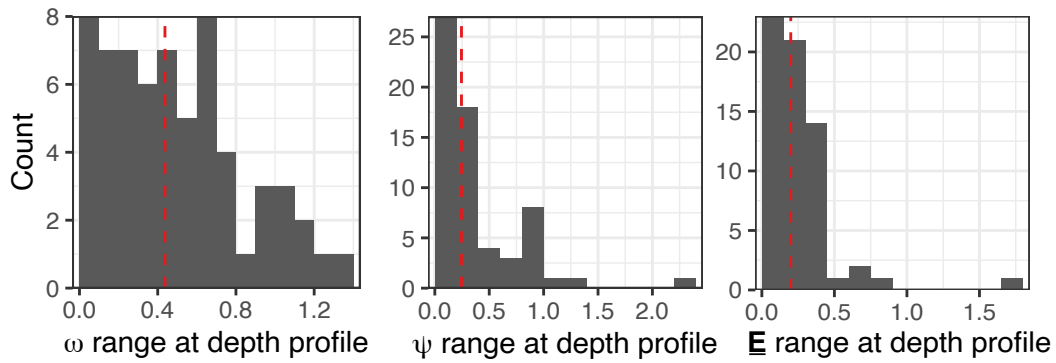 Count
8
6
4
2
0
0.0 0.4 0.8 1.2
ω range at depth profile
25
20
15
10
5
0
0.0 0.5 1.0 1.5 2.0
ψ range at depth profile
20
15
10
5
0
0.0 0.5 1.0 1.5
E range at depth profile